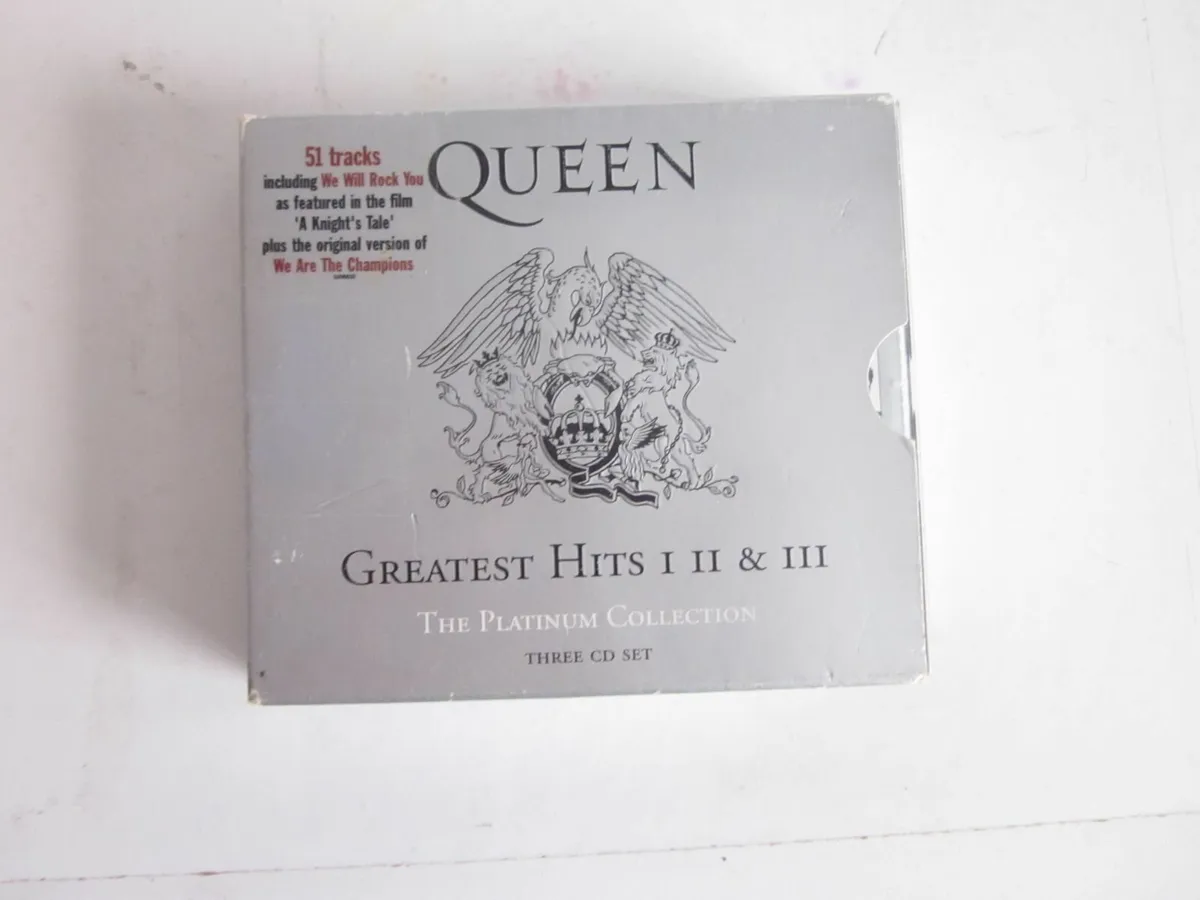 51 tracks
including We Will Rock You
as featured in the film
'A Knight's Tale'
plus the original version of
We Are The Champions
QUEEN
GREATEST HITS I II & III
THE PLATINUM COLLECTION
THREE CD SET